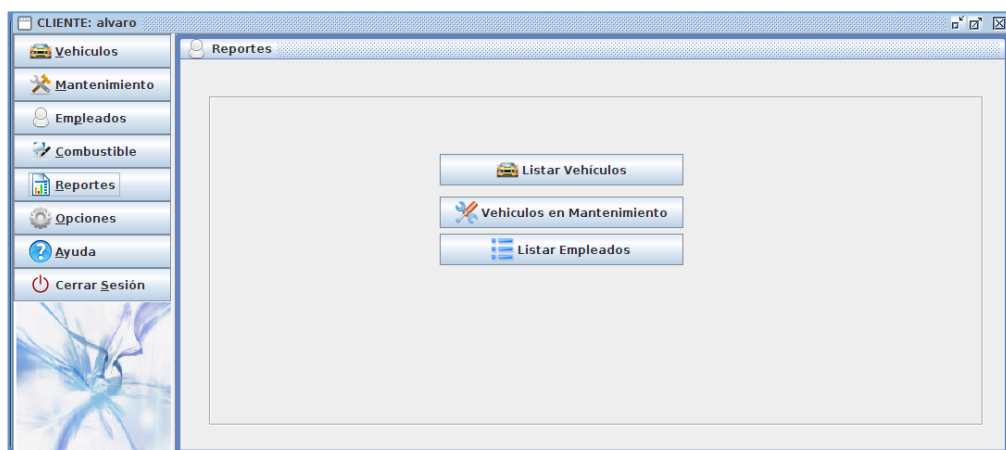 CLIENTE: alvaro
Vehiculos
Mantenimiento
Empleados
Combustible
Reportes
Opciones
Ayuda
Cerrar Sesión
Reportes
Listar Vehículos
Vehiculos en Mantenimiento
Listar Empleados